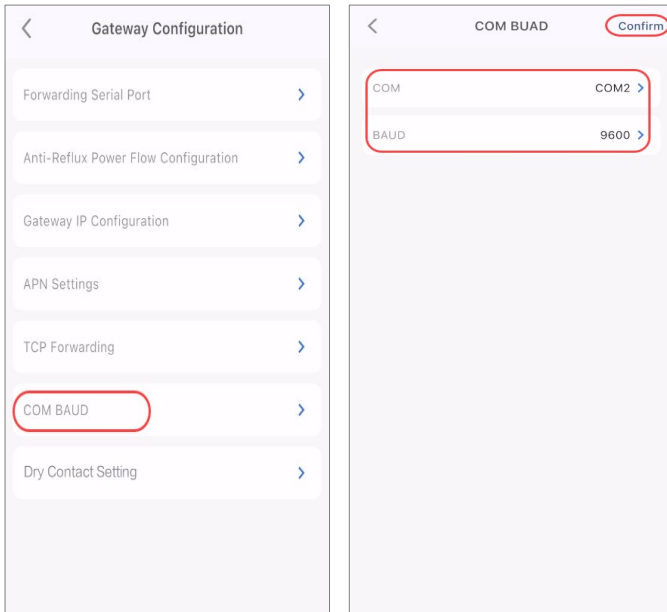 Gateway Configuration
Forwarding Serial Port
Anti-Reflux Power Flow Configuration
Gateway IP Configuration
APN Settings
TCP Forwarding
COM BAUD
Dry Contact Setting
COM BUAD Confirm
COM COM2
BAUD 9600